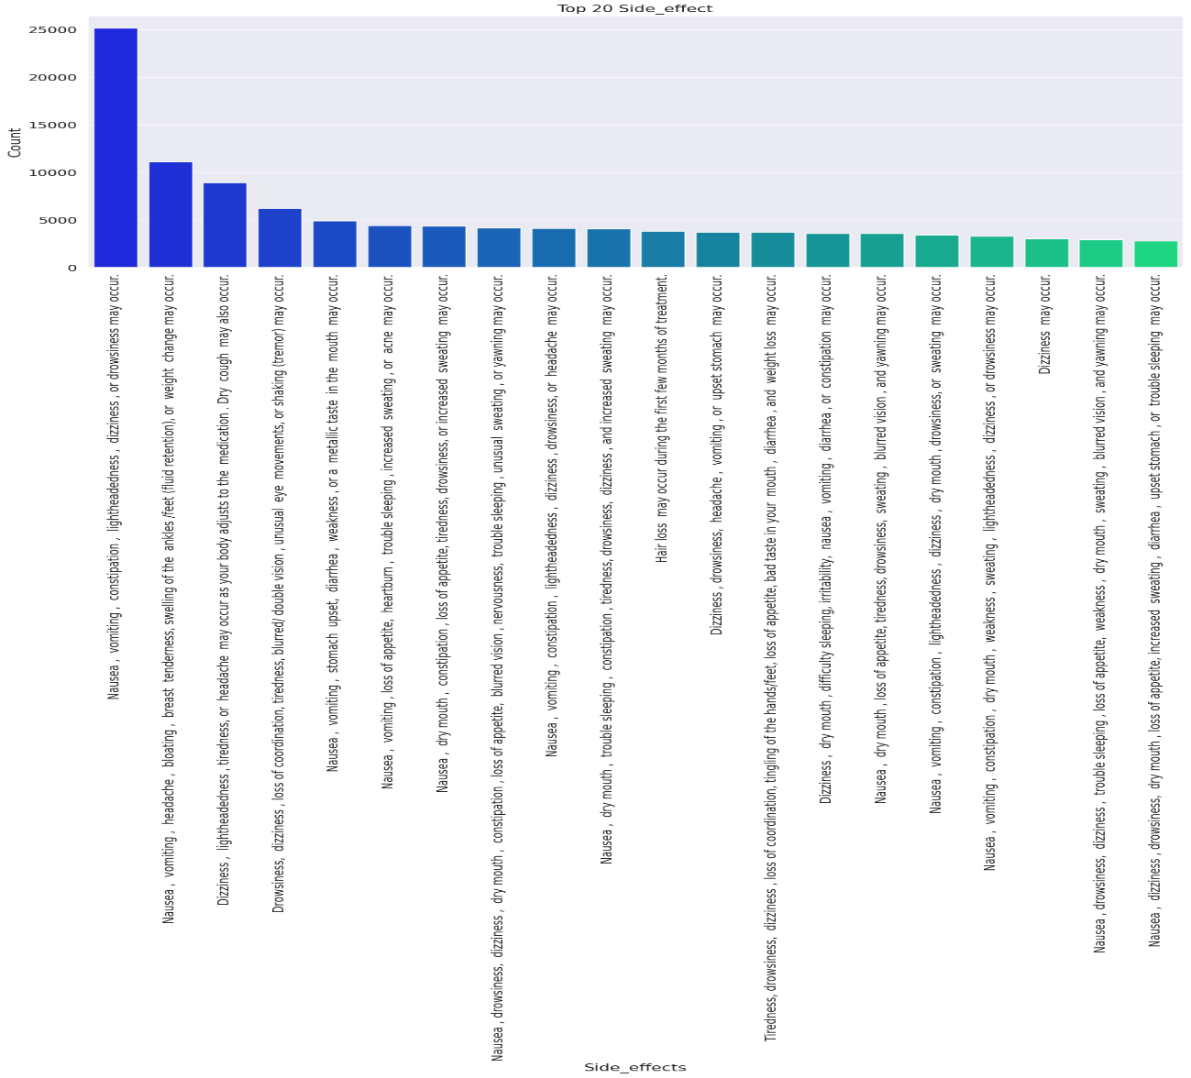 Top 20 Side_effect
Count
25000
20000
15000
10000
5000
0
Nausea , vomiting , constipation , lightheadedness , dizziness , or drowsiness may occur.
Nausea , vomiting , headache , bloating , breast tenderness, swelling of the ankles /feet (fluid retention), or weight change may occur.
Dizziness , lightheadedness , tiredness, or headache may occur as your body adjusts to the medication . Dry cough may also occur.
Drowsiness, dizziness , loss of coordination, tiredness, blurred/ double vision , unusual eye movements, or shaking (tremor) may occur.
Nausea , vomiting , stomach upset, diarrhea , weakness , or a metallic taste in the mouth may occur.
Nausea , vomiting , loss of appetite, heartburn , trouble sleeping , increased sweating , or acne may occur.
Nausea , dry mouth , constipation , loss of appetite, tiredness, drowsiness, or increased sweating may occur.
Nausea , drowsiness, dizziness , dry mouth , constipation , loss of appetite, blurred vision , nervousness, trouble sleeping , unusual sweating , or yawning may occur.
Nausea , vomiting , constipation , lightheadedness , dizziness , drowsiness, or headache may occur.
Nausea , dry mouth , trouble sleeping , constipation , tiredness, drowsiness, dizziness , and increased sweating may occur.
Hair loss may occur during the first few months of treatment.
Dizziness , drowsiness, headache , vomiting , or upset stomach may occur.
Tiredness, drowsiness, dizziness , loss of coordination, tingling of the hands/feet, loss of appetite, bad taste in your mouth , diarrhea , and weight loss may occur.
Dizziness , dry mouth , difficulty sleeping, irritability, nausea , vomiting , diarrhea , or constipation may occur.
Nausea , dry mouth , loss of appetite, tiredness, drowsiness, sweating , blurred vision , and yawning may occur.
Nausea , vomiting , constipation , lightheadedness , dizziness , dry mouth , drowsiness, or sweating may occur.
Nausea , vomiting , constipation , dry mouth , weakness , sweating , lightheadedness , dizziness , or drowsiness may occur.
Dizziness may occur.
Nausea , drowsiness, dizziness , trouble sleeping , loss of appetite, weakness , dry mouth , sweating , blurred vision , and yawning may occur.
Nausea , dizziness , drowsiness, dry mouth , loss of appetite, increased sweating , diarrhea , upset stomach , or trouble sleeping may occur.
Side_effects